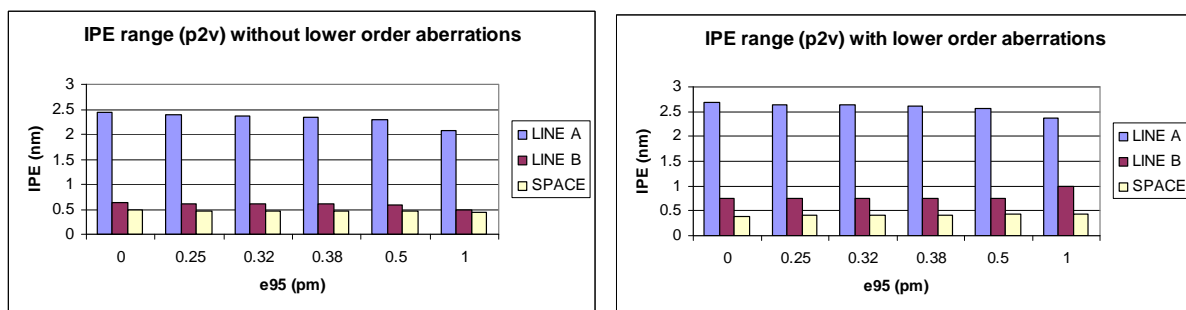 IPE range (p2v) without lower order aberrations
3
2.5
2
1.5
1
0.5
0
IPE (nm)
0 0.25 0.32 0.38 0.5 1
e95 (pm)
LINE A
LINE B
SPACE
IPE range (p2v) with lower order aberrations
3
2.5
2
1.5
1
0.5
0
IPE (nm)
0 0.25 0.32 0.38 0.5 1
e95 (pm)
LINE A
LINE B
SPACE